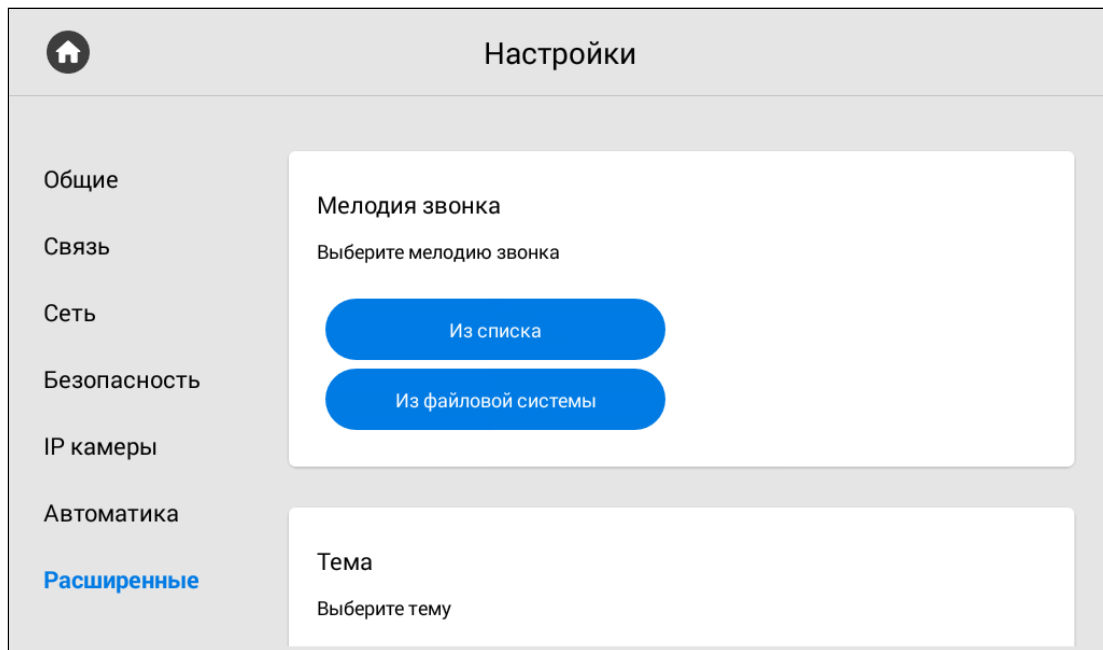 Настройки
Общие
Связь
Сеть
Безопасность
IP камеры
Автоматика
Расширенные
Мелодия звонка
Выберите мелодию звонка
Из списка
Из файловой системы
Тема
Выберите тему